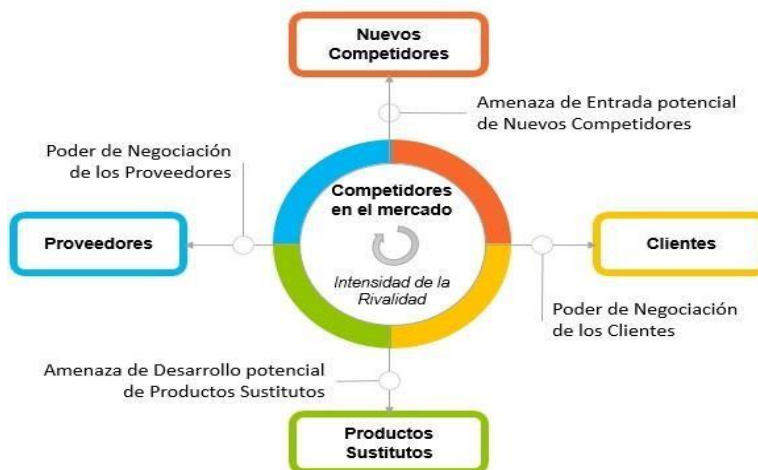 Nuevos
Competidores
Amenaza de Entrada potencial
de Nuevos Competidores
Poder de Negociación
de los Proveedores
Competidores
en el mercado
Proveedores
Clientes
Intensidad de la
Rivalidad
Poder de Negociación
de los Clientes
Amenaza de Desarrollo potencial
de Productos Sustitutos
Productos
Sustitutos